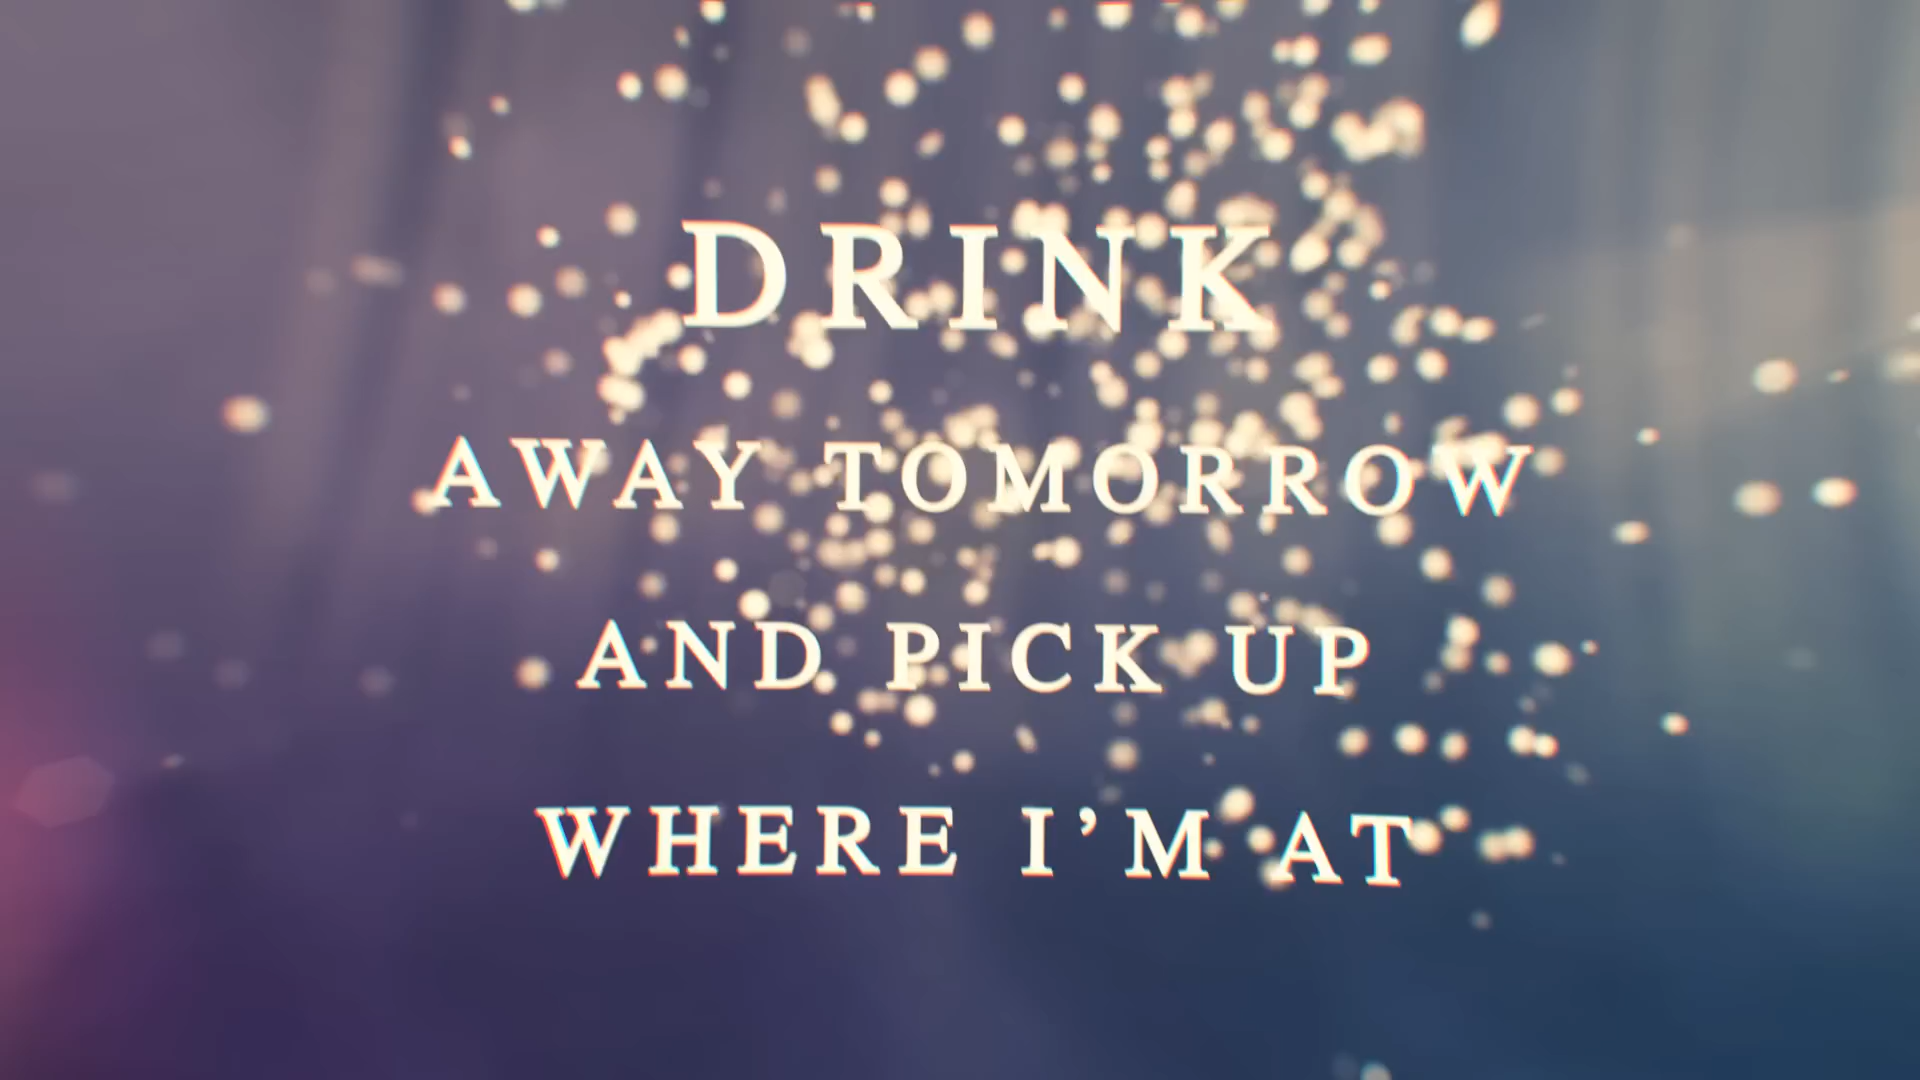 DRINK
AWAY TOMORROW
AND PICK UP
WHERE I’M AT